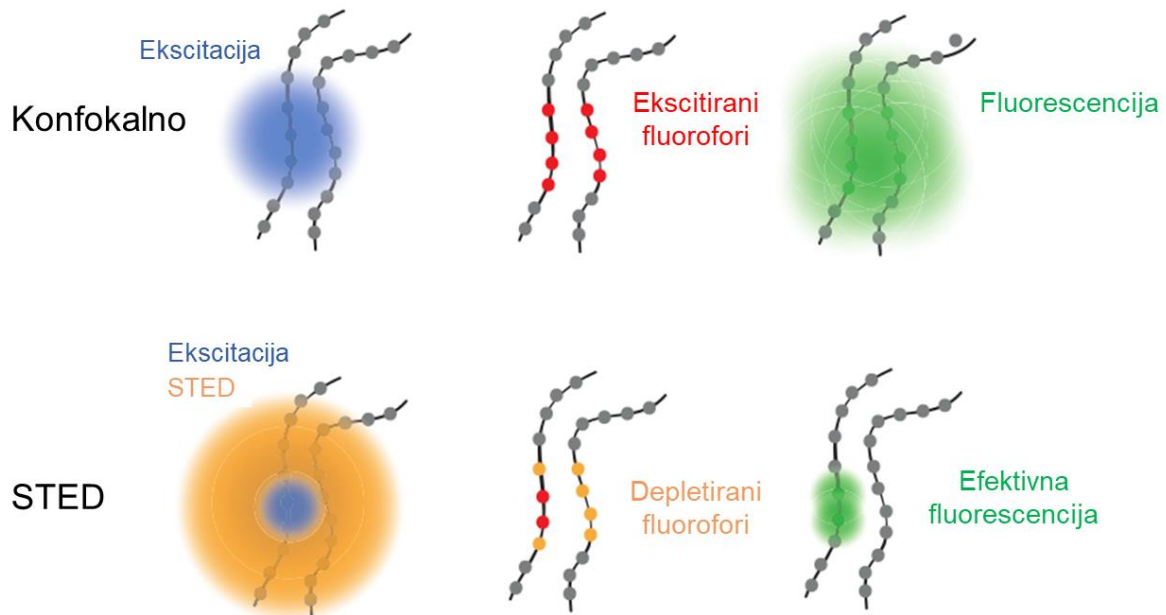 Ekscitacija
Konfokalno
Ekscitirani
fluorofori
Fluorescencija
Ekscitacija
STED
STED
Depletirani
fluorofori
Efektivna
fluorescencija